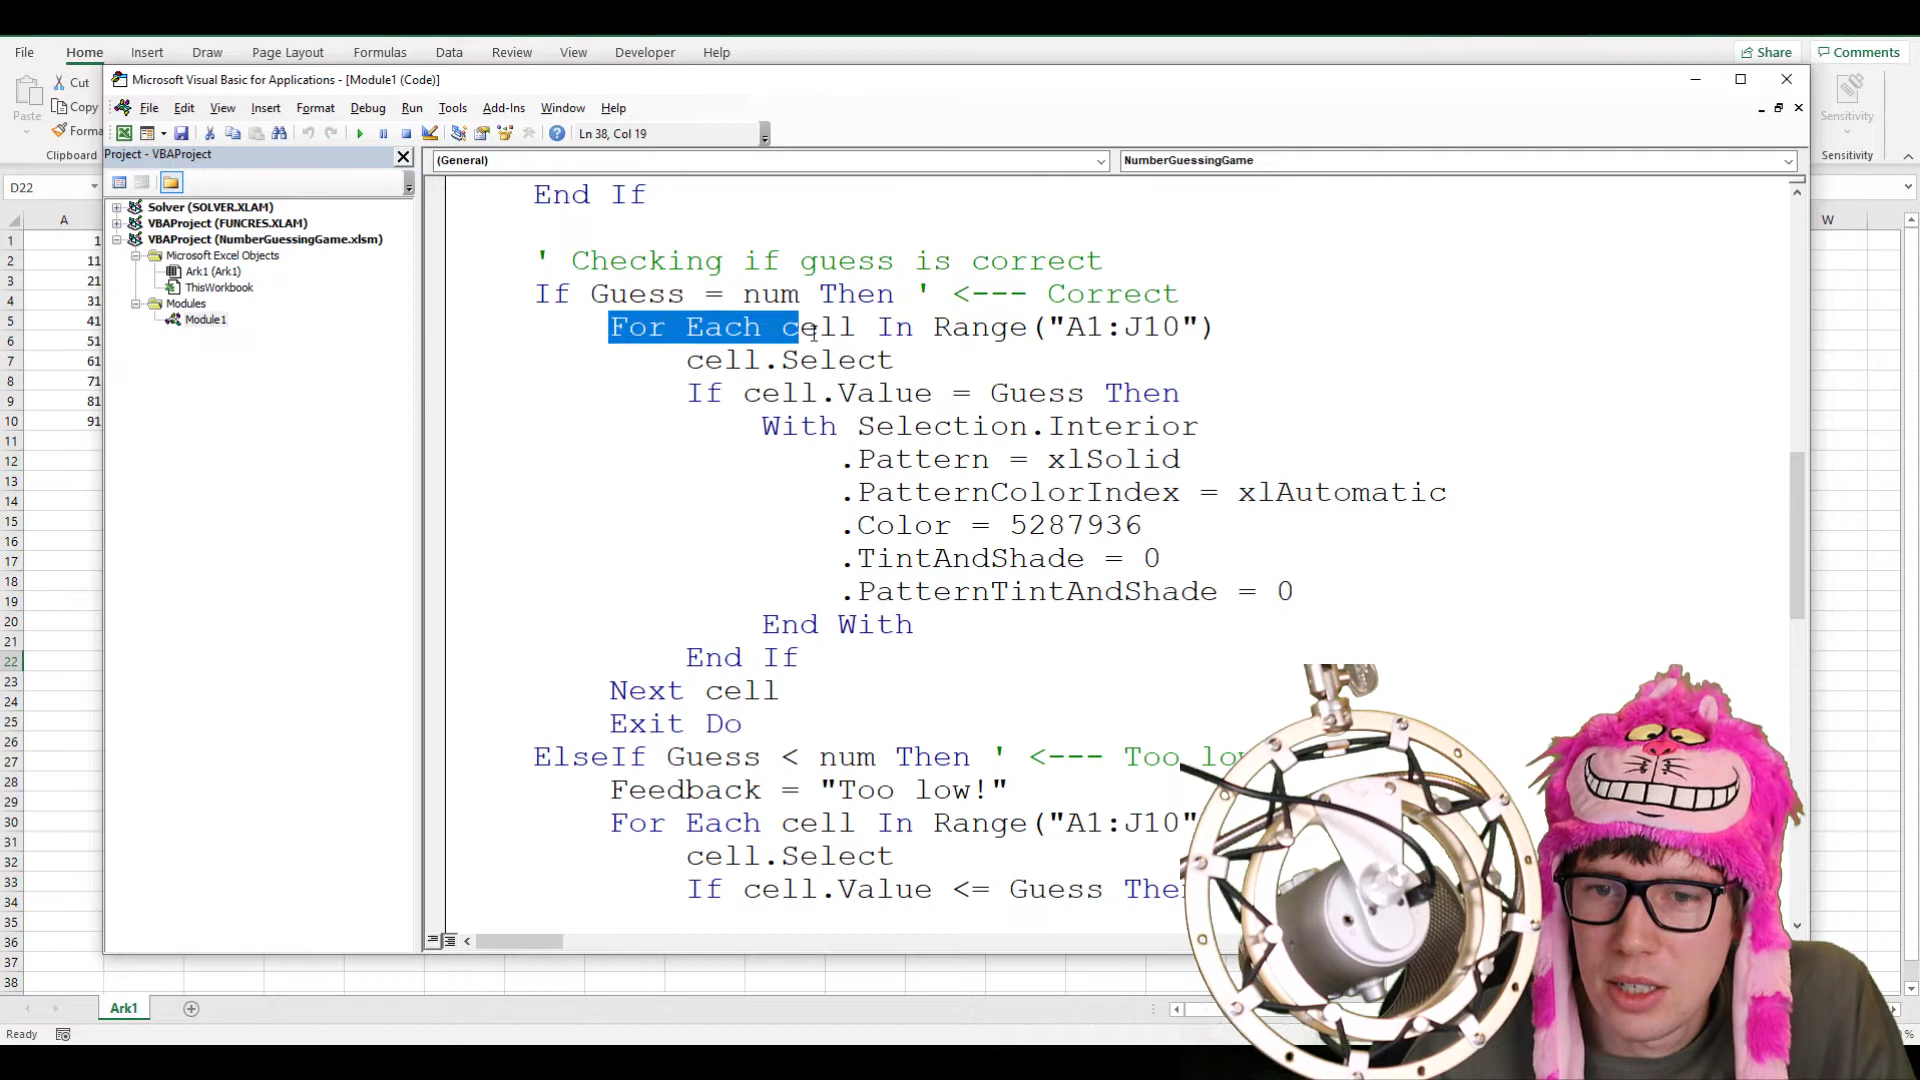 File Home Insert Draw Page Layout Formulas Data Review View Developer Help Share Comments
Microsoft Visual Basic for Applications - [Module1 (Code)]
Cut
Copy
Paste
Forma
Clipboard
Sensitivity
Sensitivity
File Edit View Insert Format Debug Run Tools Add-Ins Window Help
Ln 38, Col 19
Project - VBAProject
(General) NumberGuessingGame
D22
Solver (SOLVER.XLAM)
VBAProject (FUNCRES.XLAM)
VBAProject (NumberGuessingGame.xlsm)
Microsoft Excel Objects
Ark1 (Ark1)
ThisWorkbook
Modules
Module1
A W
1 1
2 11
3 21
4 31
5 41
6 51
7 61
8 71
9 81
10 91
11
12
13
14
15
16
17
18
19
20
21
22
23
24
25
26
27
28
29
30
31
32
33
34
35
36
37
38
End If
' Checking if guess is correct
If Guess = num Then ' <--- Correct
For Each cell In Range("A1:J10")
cell.Select
If cell.Value = Guess Then
With Selection.Interior
.Pattern = xlSolid
.PatternColorIndex = xlAutomatic
.Color = 5287936
.TintAndShade = 0
.PatternTintAndShade = 0
End With
End If
Next cell
Exit Do
ElseIf Guess < num Then ' <--- Too low
Feedback = "Too low!"
For Each cell In Range("A1:J10"
cell.Select
If cell.Value <= Guess Then
Ark1
Ready
%